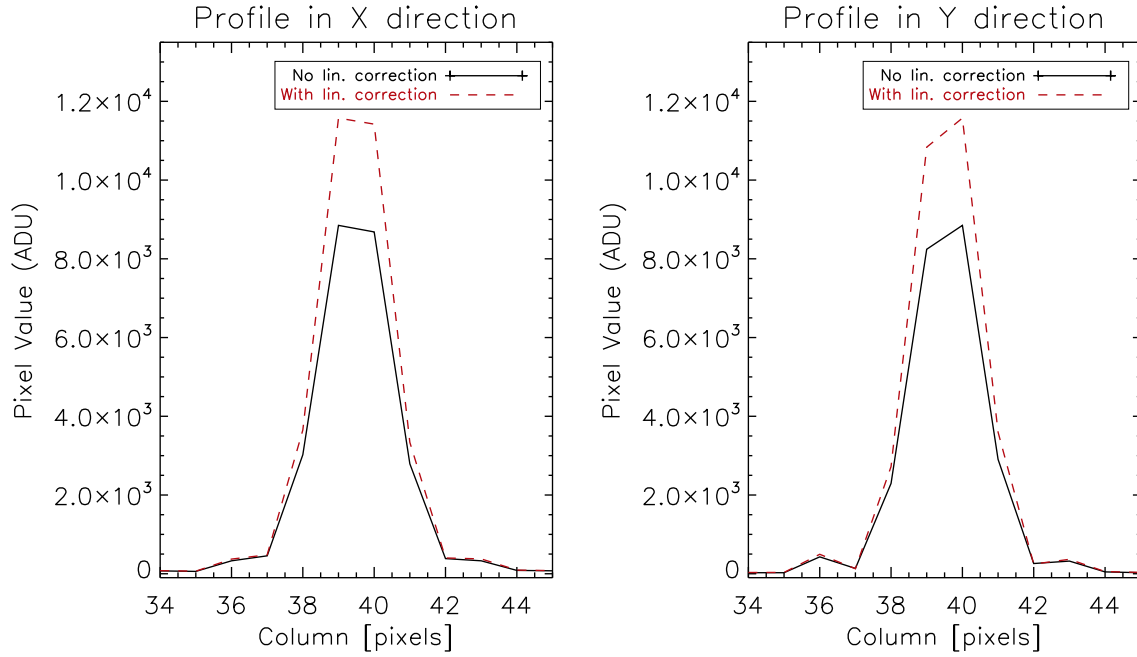 Profile in X direction
No lin. correction
With lin. correction
1.2×10⁴
1.0×10⁴
8.0×10³
6.0×10³
4.0×10³
2.0×10³
0
Pixel Value (ADU)
34 36 38 40 42 44
Column [pixels]
Profile in Y direction
No lin. correction
With lin. correction
1.2×10⁴
1.0×10⁴
8.0×10³
6.0×10³
4.0×10³
2.0×10³
0
Pixel Value (ADU)
34 36 38 40 42 44
Column [pixels]